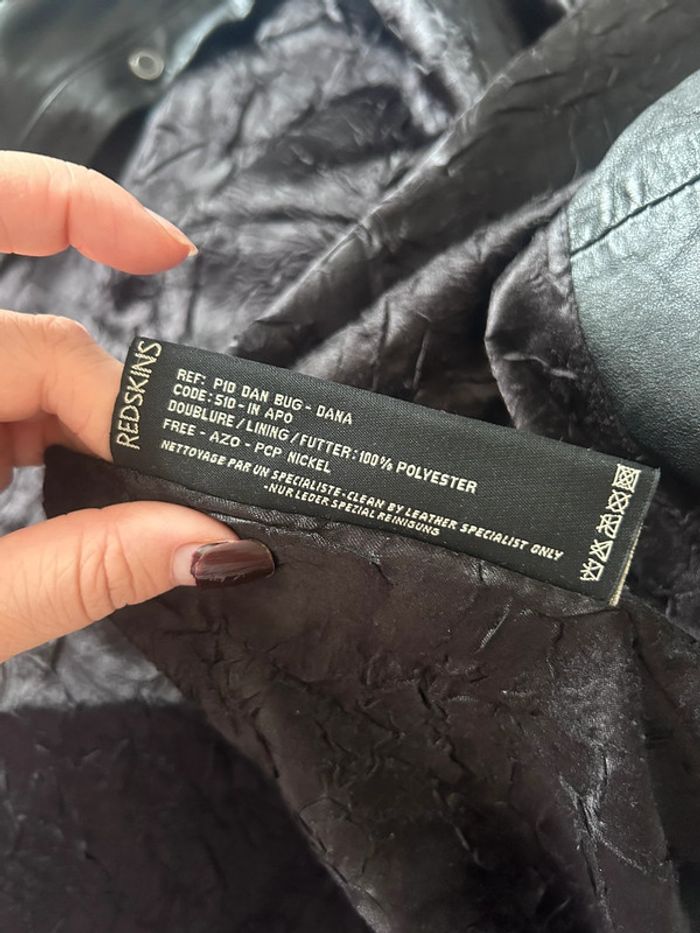 REDSKINS
REF: P10 DAN BUG - DANA
CODE: 510 - IN APO
DOUBLURE / LINING / FUTTER: 100% POLYESTER
FREE - AZO - PCP NICKEL
NETTOYAGE PAR UN SPECIALISTE - CLEAN BY LEATHER SPECIALIST ONLY
-NUR LEDER SPEZIAL REINIGUNG